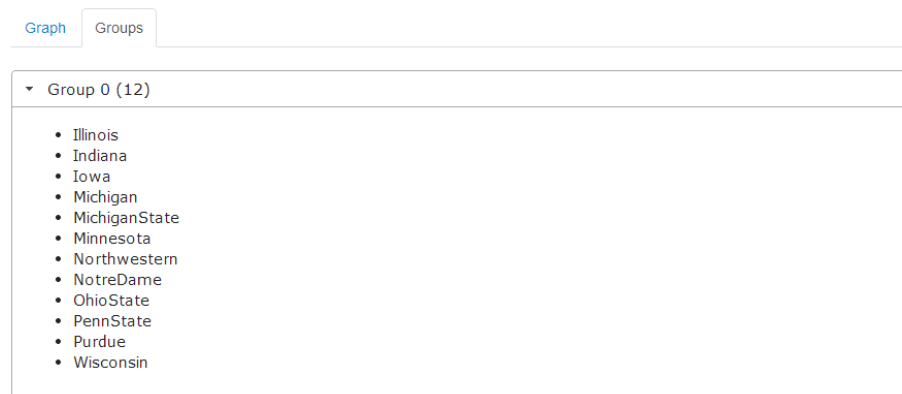 Graph Groups
Group 0 (12)
Illinois
Indiana
Iowa
Michigan
MichiganState
Minnesota
Northwestern
NotreDame
OhioState
PennState
Purdue
Wisconsin